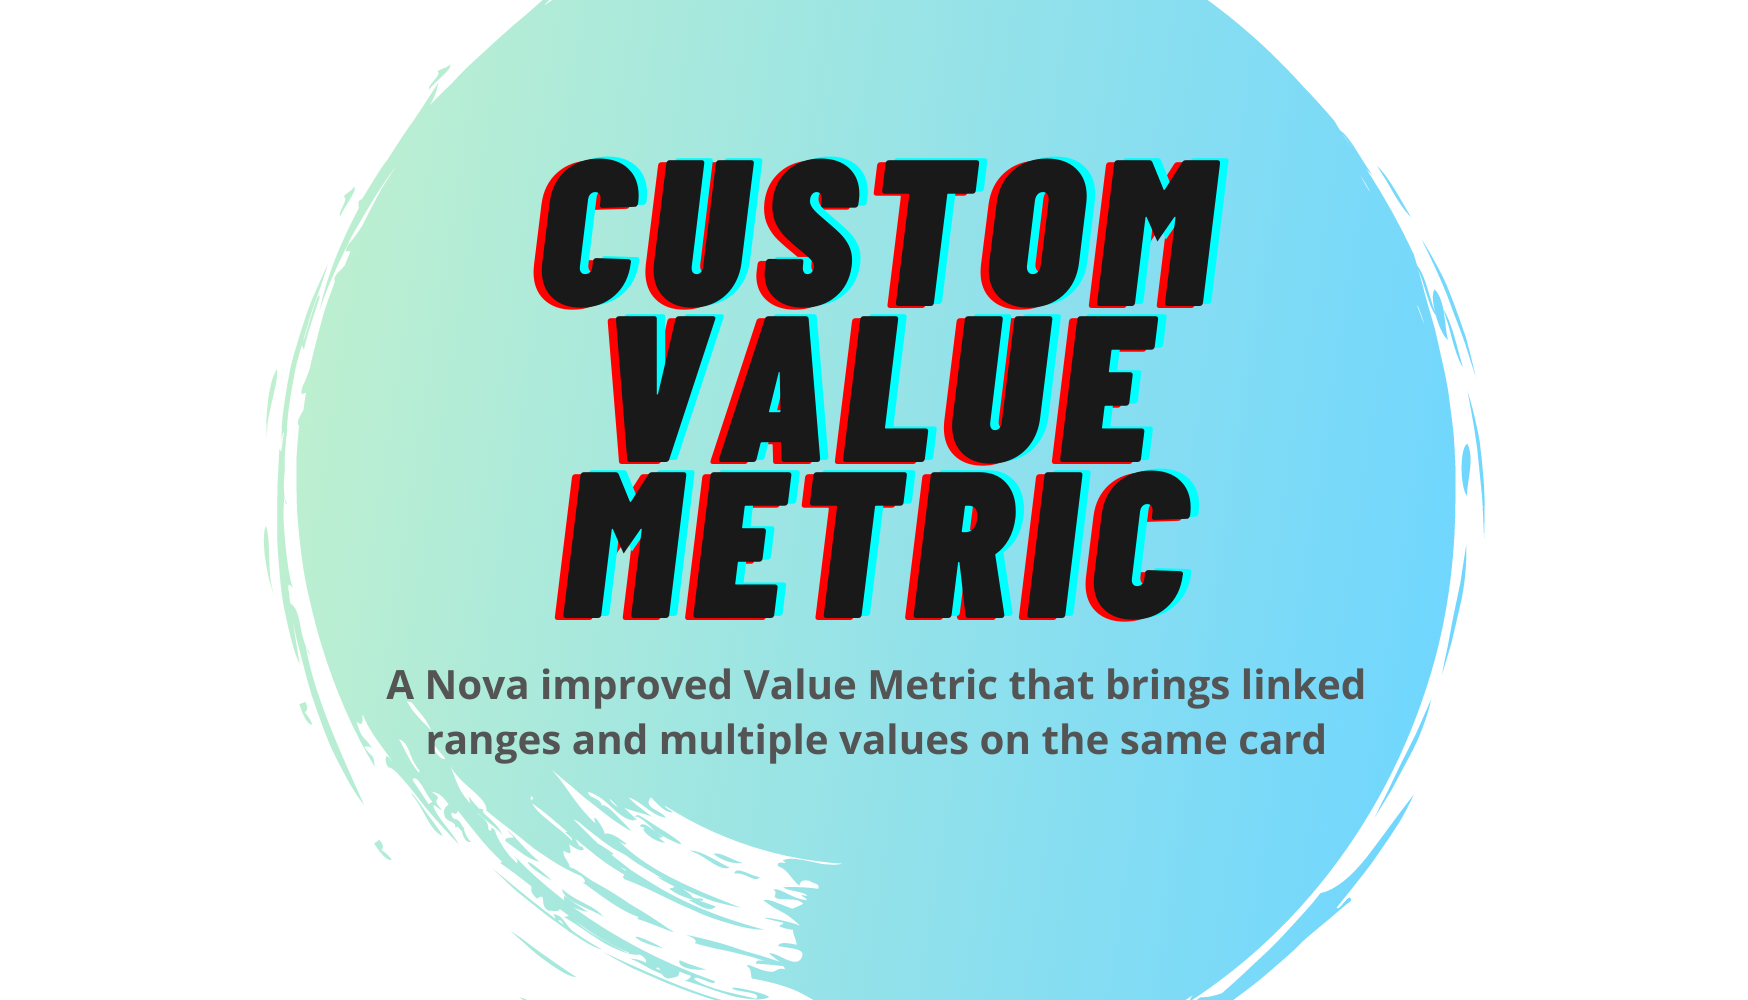 CUSTOM
VALUE
METRIC
A Nova improved Value Metric that brings linked
ranges and multiple values on the same card